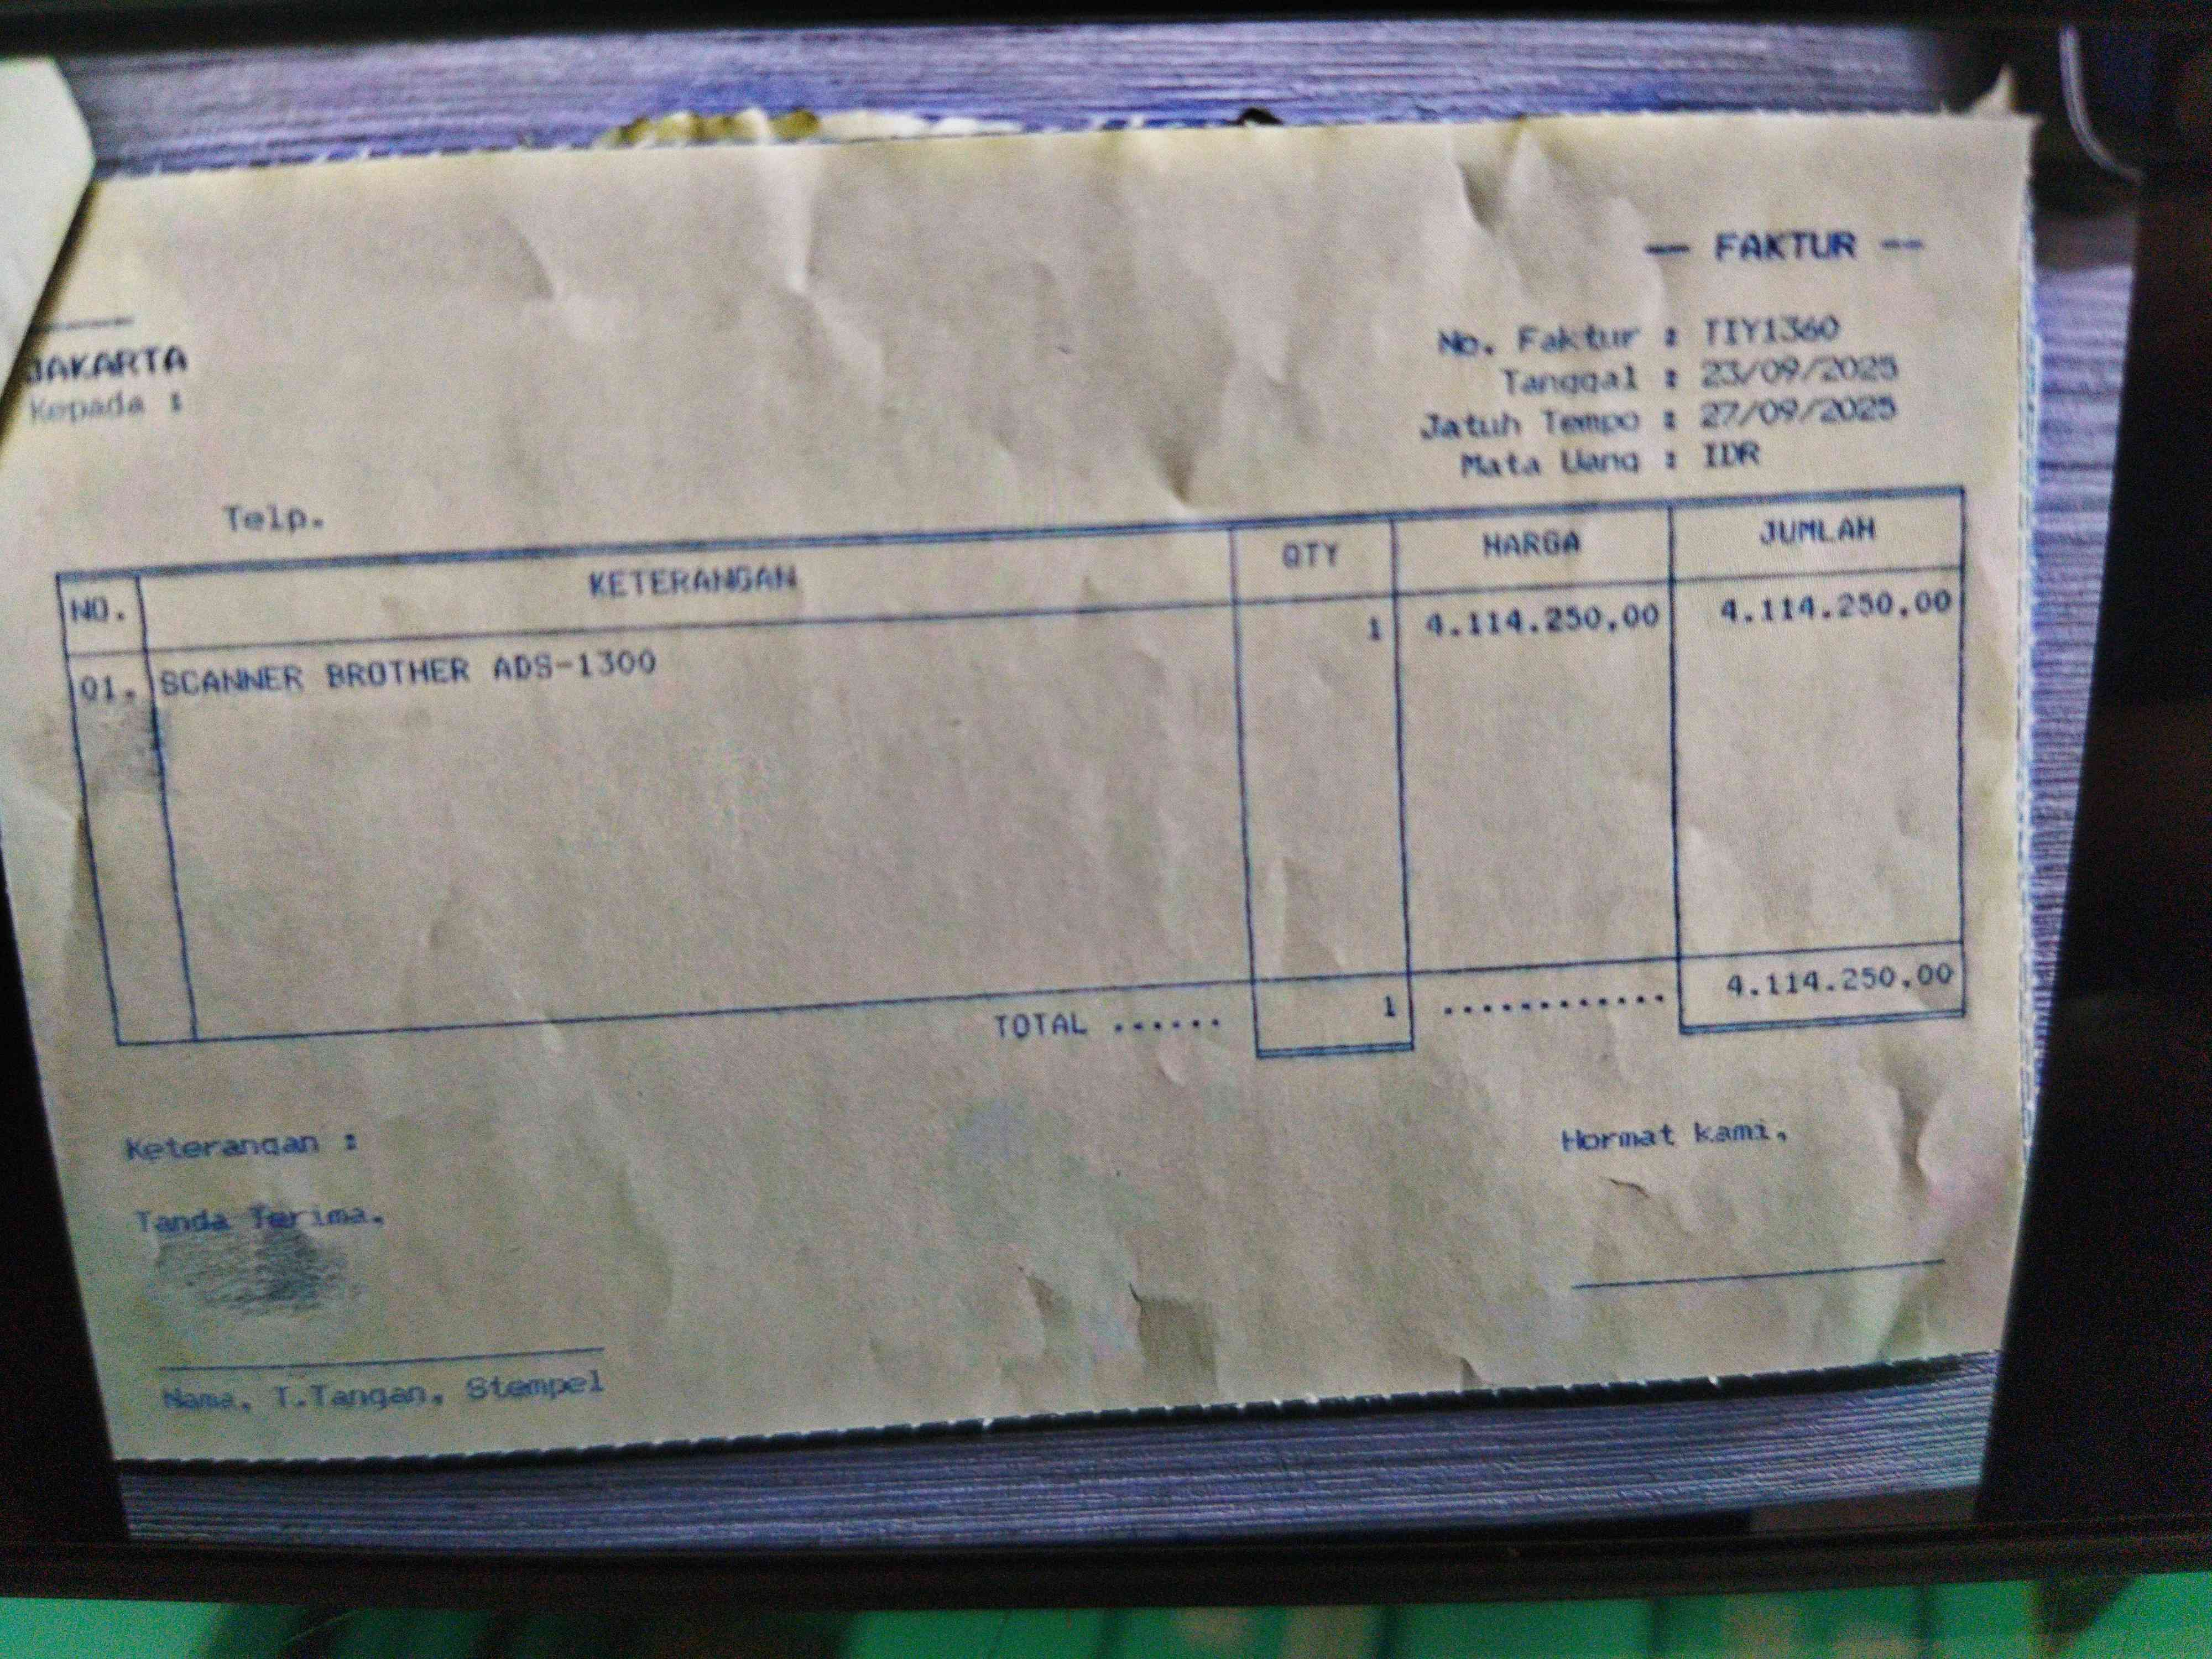 -- FAKTUR --
JAKARTA
Kepada :
No. Faktur : TIY1360
Tanggal : 23/09/2025
Jatuh Tempo : 27/09/2025
Mata Uang : IDR
Telp.
NO. KETERANGAN QTY HARGA JUMLAH
01. SCANNER BROTHER ADS-1300 1 4.114.250,00 4.114.250,00
TOTAL ...... 1 ............ 4.114.250,00
Keterangan :
Hormat kami,
Tanda Terima,
Nama, T.Tangan, Stempel